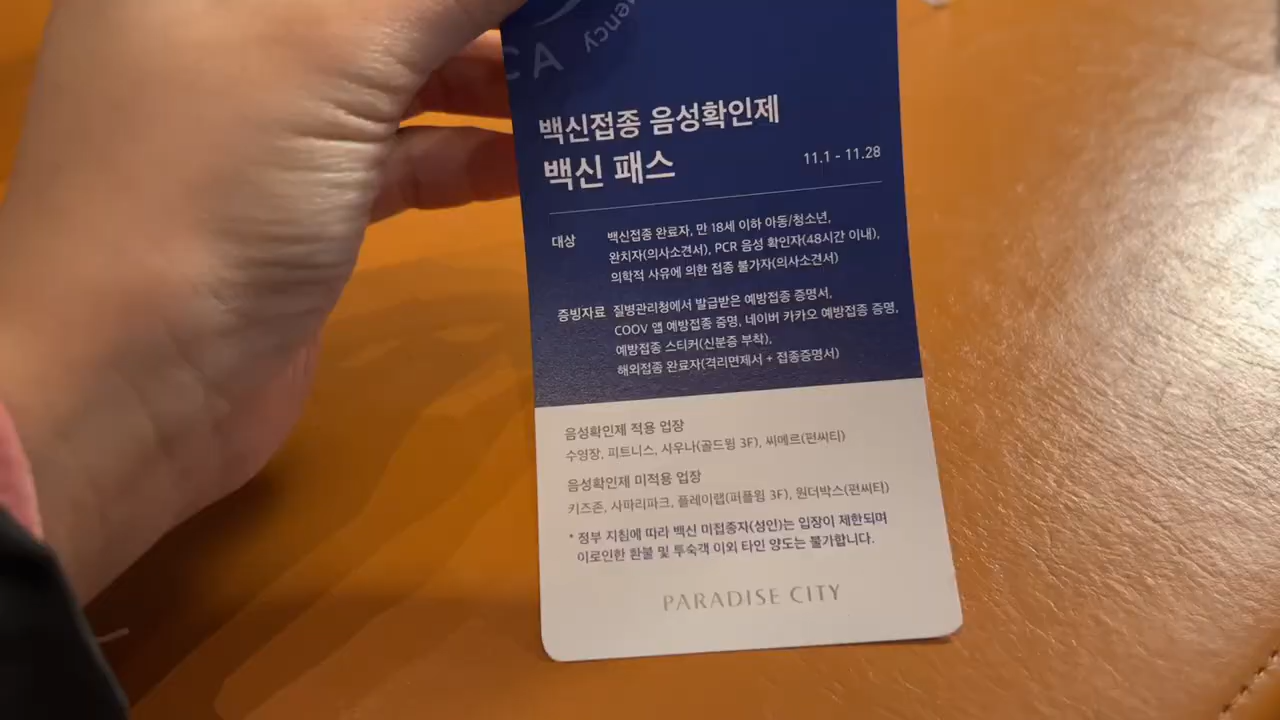 CA
ency
백신접종 음성확인제
백신 패스
11.1 - 11.28
대상
백신접종 완료자, 만 18세 이하 아동/청소년,
완치자(의사소견서), PCR 음성 확인자(48시간 이내),
의학적 사유에 의한 접종 불가자(의사소견서)
증빙자료
질병관리청에서 발급받은 예방접종 증명서,
COOV 앱 예방접종 증명, 네이버 카카오 예방접종 증명,
예방접종 스티커(신분증 부착),
해외접종 완료자(격리면제서 + 접종증명서)
음성확인제 적용 업장
수영장, 피트니스, 사우나(골드윙 3F), 씨메르(펀씨티)
음성확인제 미적용 업장
키즈존, 사파리파크, 플레이랩(퍼플윙 3F), 원더박스(펀씨티)
* 정부 지침에 따라 백신 미접종자(성인)는 입장이 제한되며
이로인한 환불 및 투숙객 이외 타인 양도는 불가합니다.
PARADISE CITY